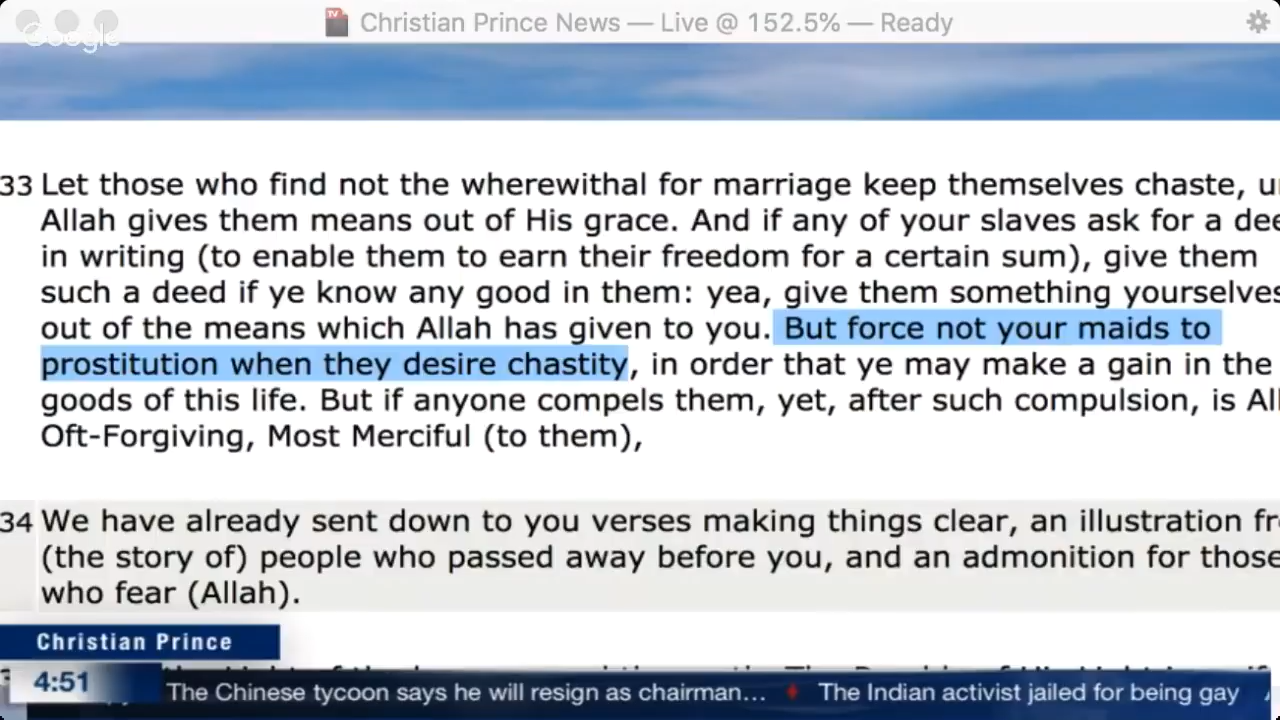 Christian Prince News — Live @ 152.5% — Ready
Google
33 Let those who find not the wherewithal for marriage keep themselves chaste,
Allah gives them means out of His grace. And if any of your slaves ask for a
in writing (to enable them to earn their freedom for a certain sum), give them
such a deed if ye know any good in them: yea, give them something yourselves
out of the means which Allah has given to you. But force not your maids to
prostitution when they desire chastity, in order that ye may make a gain in the
goods of this life. But if anyone compels them, yet, after such compulsion, is
Oft-Forgiving, Most Merciful (to them),
34 We have already sent down to you verses making things clear, an illustration
(the story of) people who passed away before you, and an admonition for those
who fear (Allah).
Christian Prince
4:51
The Chinese tycoon says he will resign as chairman... ♦ The Indian activist jailed for being gay